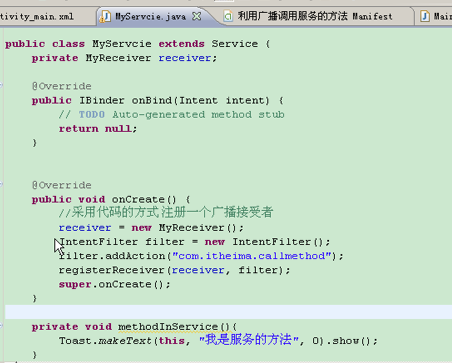 tivity_main.xml MyServcie.java 利用广播调用服务的方法 Manifest Main
public class MyServcie extends Service {
private MyReceiver receiver;
@Override
public IBinder onBind(Intent intent) {
// TODO Auto-generated method stub
return null;
}
@Override
public void onCreate() {
//采用代码的方式 注册一个广播接受者
receiver = new MyReceiver();
IntentFilter filter = new IntentFilter();
filter.addAction("com.itheima.callmethod");
registerReceiver(receiver, filter);
super.onCreate();
}
private void methodInService(){
Toast.makeText(this, "我是服务的方法", 0).show();
}